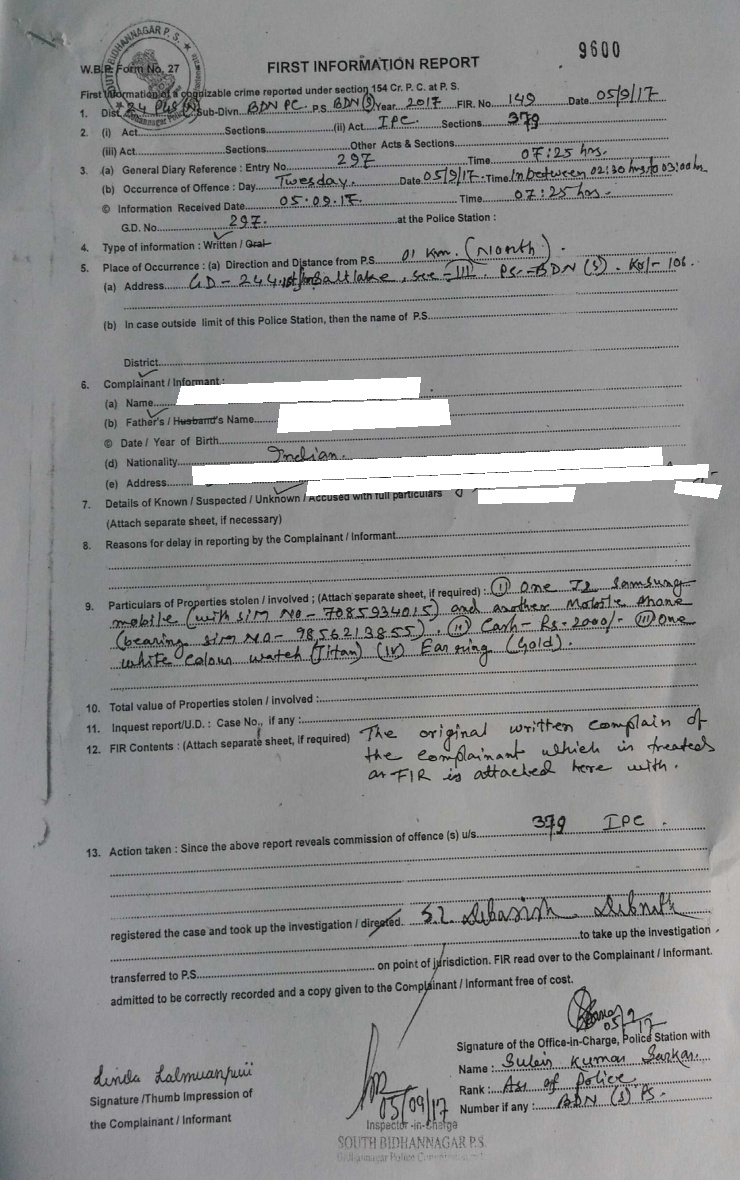 9600
W.B.P. Form No. 27
FIRST INFORMATION REPORT
First Information of a cognizable crime reported under section 154 Cr. P. C. at P. S.
1. Dist. 24 Sub-Divn. BDN PC. P.S. BDN (S) Year 2017 FIR. No. 149 Date 05/9/17
2. (i) Act Sections (ii) Act IPC Sections 379
(iii) Act Sections Other Acts & Sections
3. (a) General Diary Reference : Entry No. 297 Time 07:25 hrs.
(b) Occurrence of Offence : Day Twesday. Date 05/9/17 Time In between 02:30 hrs to 03:00 hrs
© Information Received Date 05.09.17. Time 07:25 hrs.
G.D. No. 297. at the Police Station :
4. Type of information : Written / Oral
5. Place of Occurrence : (a) Direction and Distance from P.S. 01 Km. (North).
(a) Address GD - 244, Saltlake, sec - III. PS - BDN (S). Kol - 106.
(b) In case outside limit of this Police Station, then the name of P.S.
District
6. Complainant / Informant :
(a) Name
(b) Father's / Husband's Name
© Date / Year of Birth
(d) Nationality Indian.
(e) Address
7. Details of Known / Suspected / Unknown / Accused with full particulars
(Attach separate sheet, if necessary)
8. Reasons for delay in reporting by the Complainant / Informant
9. Particulars of Properties stolen / involved ; (Attach separate sheet, if required) : (I) One J2 Samsung
mobile (with sim No - 7085934015) and another Mobile Phone
(bearing sim No - 9856213855). (II) Cash - Rs. 2000/- (III) One
white colour watch (Titan) (IV) Ear ring (Gold).
10. Total value of Properties stolen / involved :
11. Inquest report/U.D. : Case No., if any :
12. FIR Contents : (Attach separate sheet, if required) The original written complain of
the complainant which is treated
as FIR is attached here with.
13. Action taken : Since the above report reveals commission of offence (s) u/s. 379 IPC.
registered the case and took up the investigation / directed. S.I. Debasish Debnath
to take up the investigation
transferred to P.S. on point of jurisdiction. FIR read over to the Complainant / Informant.
admitted to be correctly recorded and a copy given to the Complainant / Informant free of cost.
05/9/17
Signature of the Office-in-Charge, Police Station with
Name : Kumar Sarkar.
Rank : ASI of Police
Number if any : BDN (S) PS.
Linda Lalmuanpuii
Signature /Thumb Impression of
the Complainant / Informant
05/09/17
Inspector-in-Charge
SOUTH BIDHANNAGAR P.S.
Bidhannagar Police
SOUTH BIDHANNAGAR P.S.